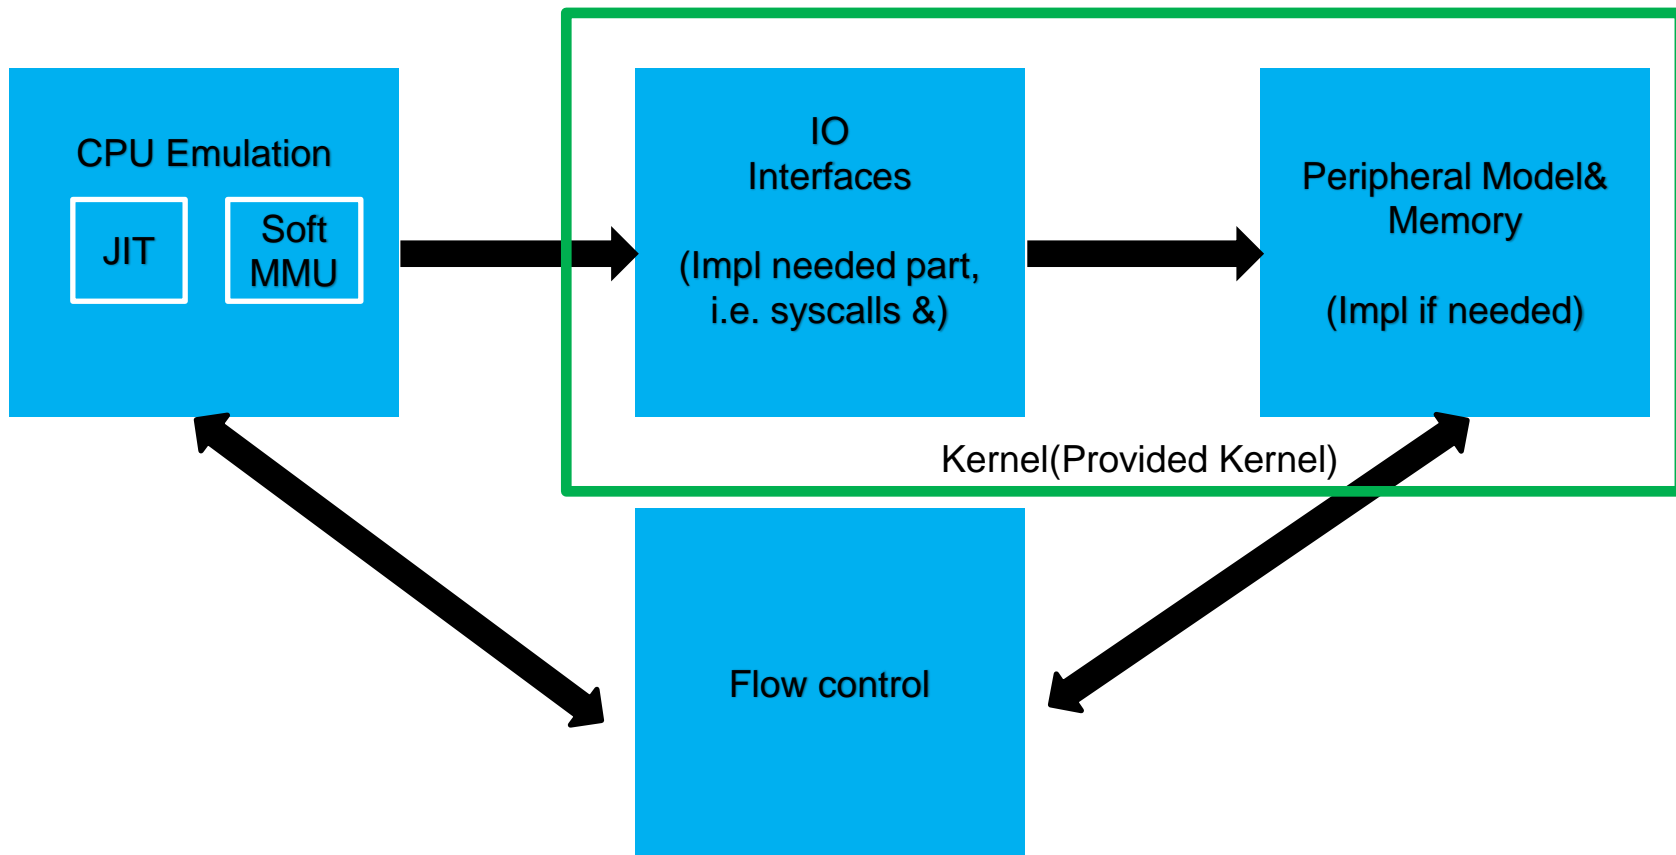 CPU Emulation
JIT
Soft
MMU
IO
Interfaces
(Impl needed part,
i.e. syscalls &)
Peripheral Model&
Memory
(Impl if needed)
Kernel(Provided Kernel)
Flow control